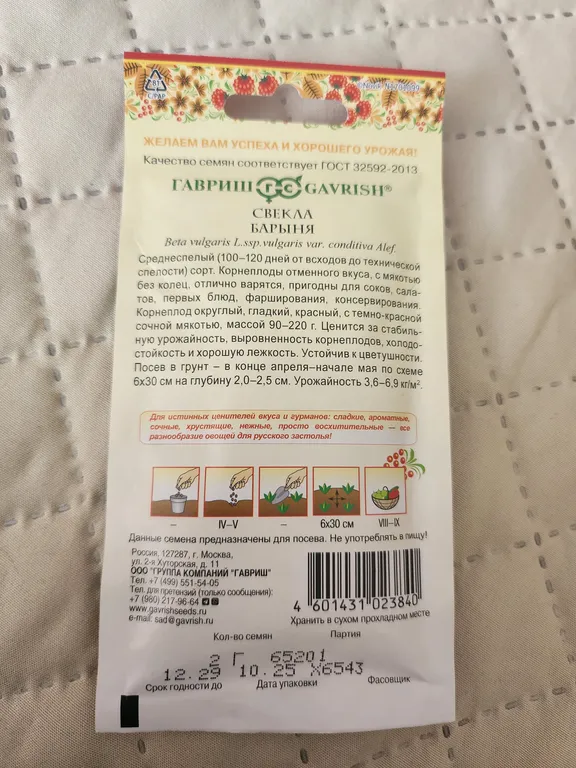 81
C/PAP
ЖЕЛАЕМ ВАМ УСПЕХА И ХОРОШЕГО УРОЖАЯ!
Качество семян соответствует ГОСТ 32592-2013
ГАВРИШ ГС GAVRISH®
СВЕКЛА
БАРЫНЯ
Beta vulgaris L.ssp.vulgaris var. conditiva Alef.
Среднеспелый (100–120 дней от всходов до технической
спелости) сорт. Корнеплоды отменного вкуса, с мякотью
без колец, отлично варятся, пригодны для соков, сала-
тов, первых блюд, фарширования, консервирования.
Корнеплод округлый, гладкий, красный, с темно-красной
сочной мякотью, массой 90–220 г. Ценится за стабиль-
ную урожайность, выровненность корнеплодов, холодо-
стойкость и хорошую лежкость. Устойчив к цветушности.
Посев в грунт – в конце апреля–начале мая по схеме
6х30 см на глубину 2,0–2,5 см. Урожайность 3,6–6,9 кг/м².
Для истинных ценителей вкуса и гурманов: сладкие, ароматные,
сочные, хрустящие, нежные, просто восхитительные — все
разнообразие овощей для русского застолья!
– IV–V – 6х30 см VIII–IX
Данные семена предназначены для посева. Не употреблять в пищу!
Россия, 127287, г. Москва,
ул. 2-я Хуторская, д. 11
ООО "ГРУППА КОМПАНИЙ "ГАВРИШ"
Тел. +7 (499) 551-54-05
Тел. для претензий (только сообщения):
+7 (980) 217-96-64
www.gavrishseeds.ru
e-mail: sad@gavrish.ru
4 601431 023840
Хранить в сухом прохладном месте
Кол-во семян Партия
2 Г 65201
12.29 10.25 Х6543
Срок годности до Дата упаковки Фасовщик